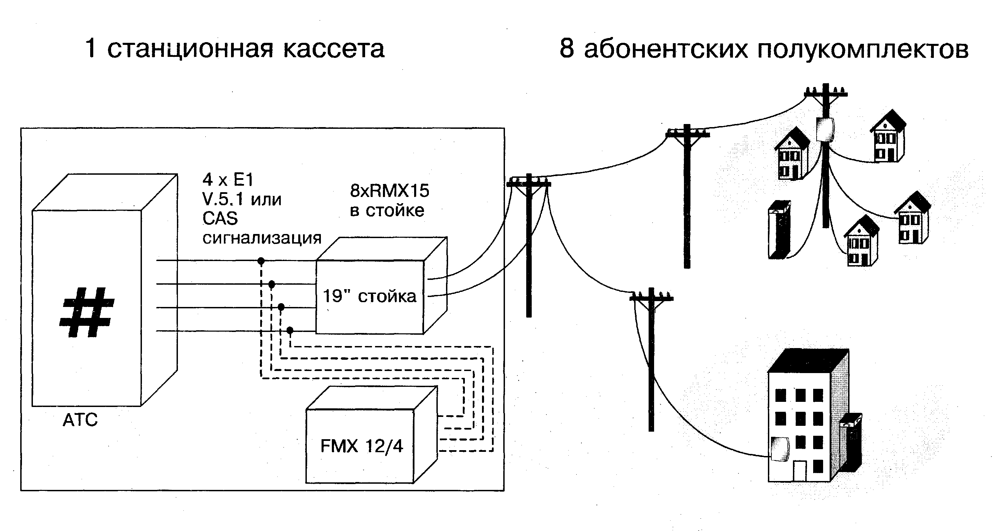 1 станционная кассета
8 абонентских полукомплектов
4 x E1
V.5.1 или
CAS
сигнализация
8xRMX15
в стойке
19" стойка
#
АТС
FMX 12/4